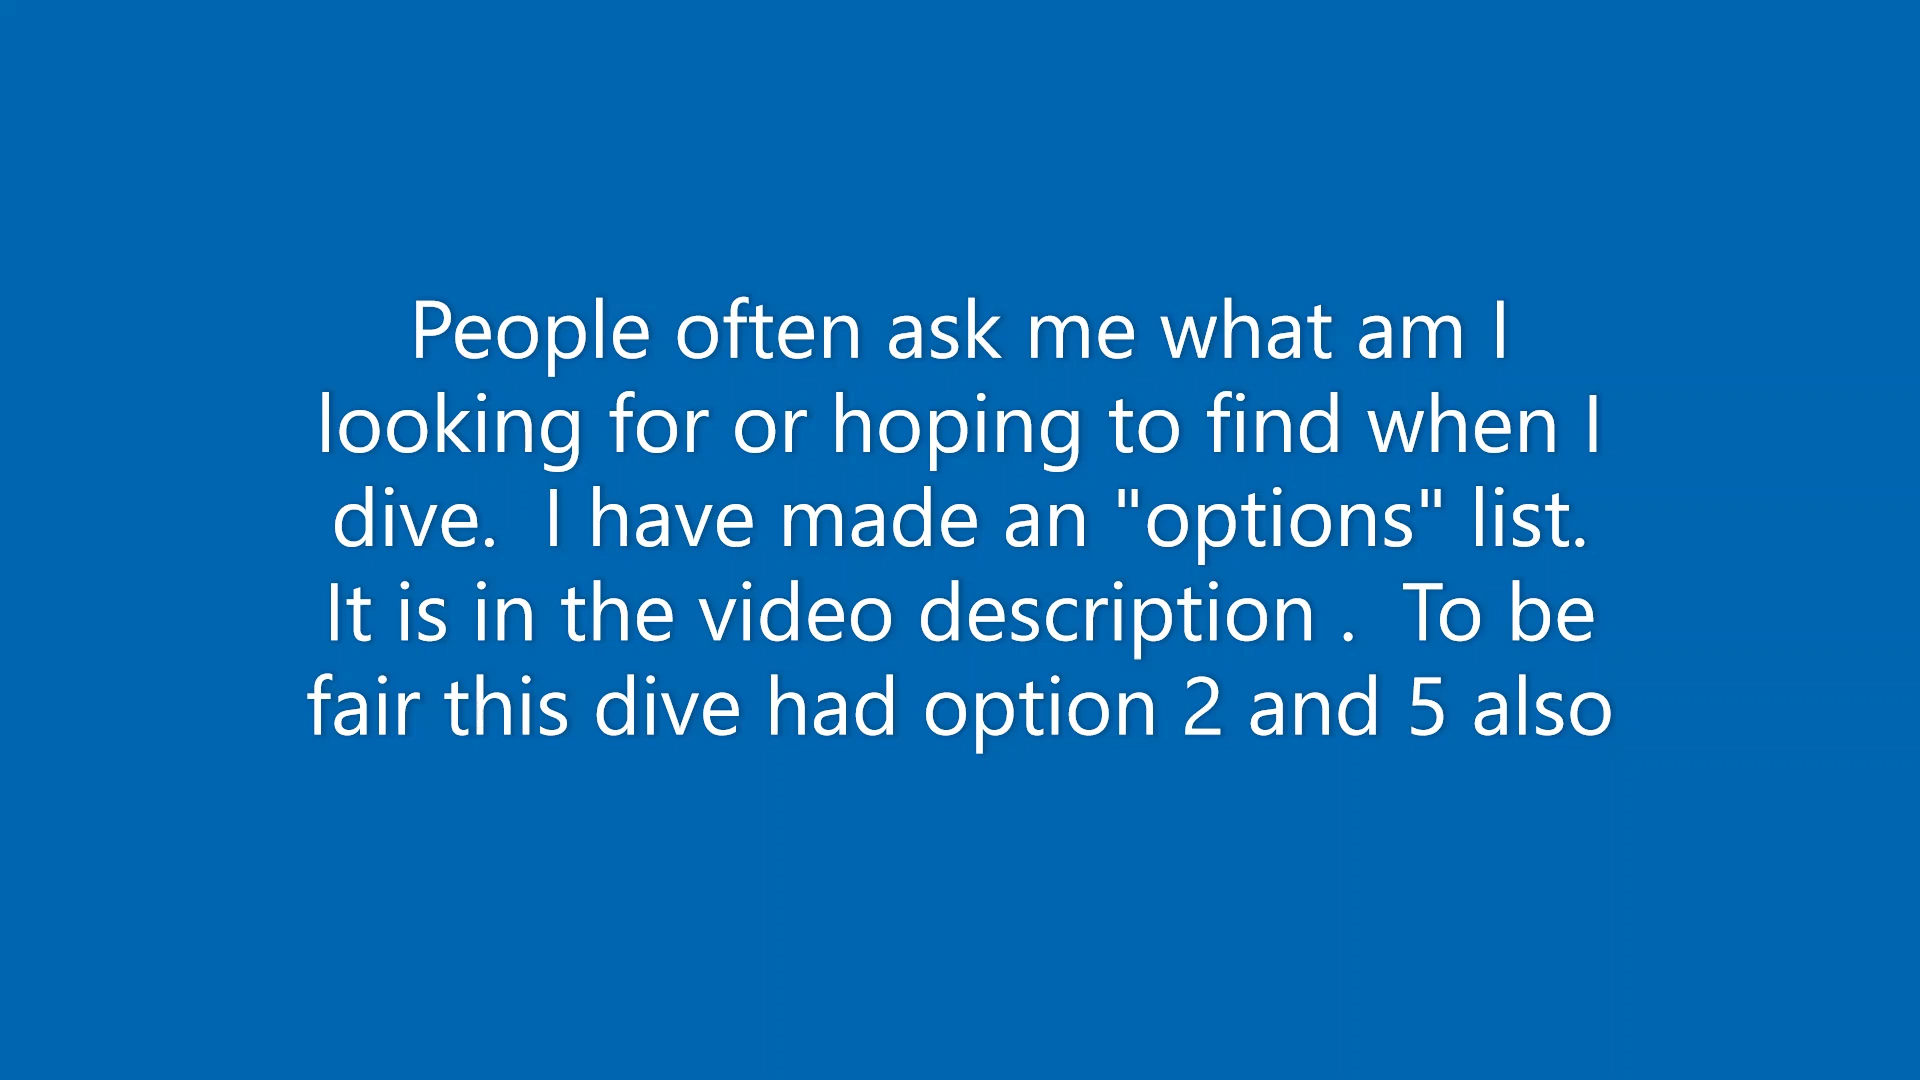 People often ask me what am I
looking for or hoping to find when I
dive.  I have made an "options" list.
It is in the video description .  To be
fair this dive had option 2 and 5 also